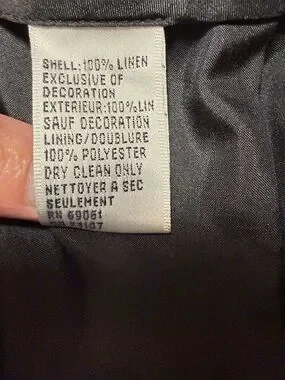 SHELL: 100% LINEN
EXCLUSIVE OF
DECORATION
EXTERIEUR: 100% LIN
SAUF DECORATION
LINING/DOUBLURE
100% POLYESTER
DRY CLEAN ONLY
NETTOYER A SEC
SEULEMENT
RN 69061